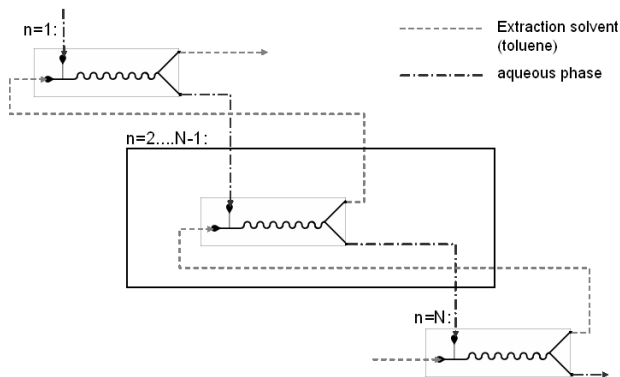 n=1:
Extraction solvent
(toluene)
aqueous phase
n=2....N-1:
n=N: